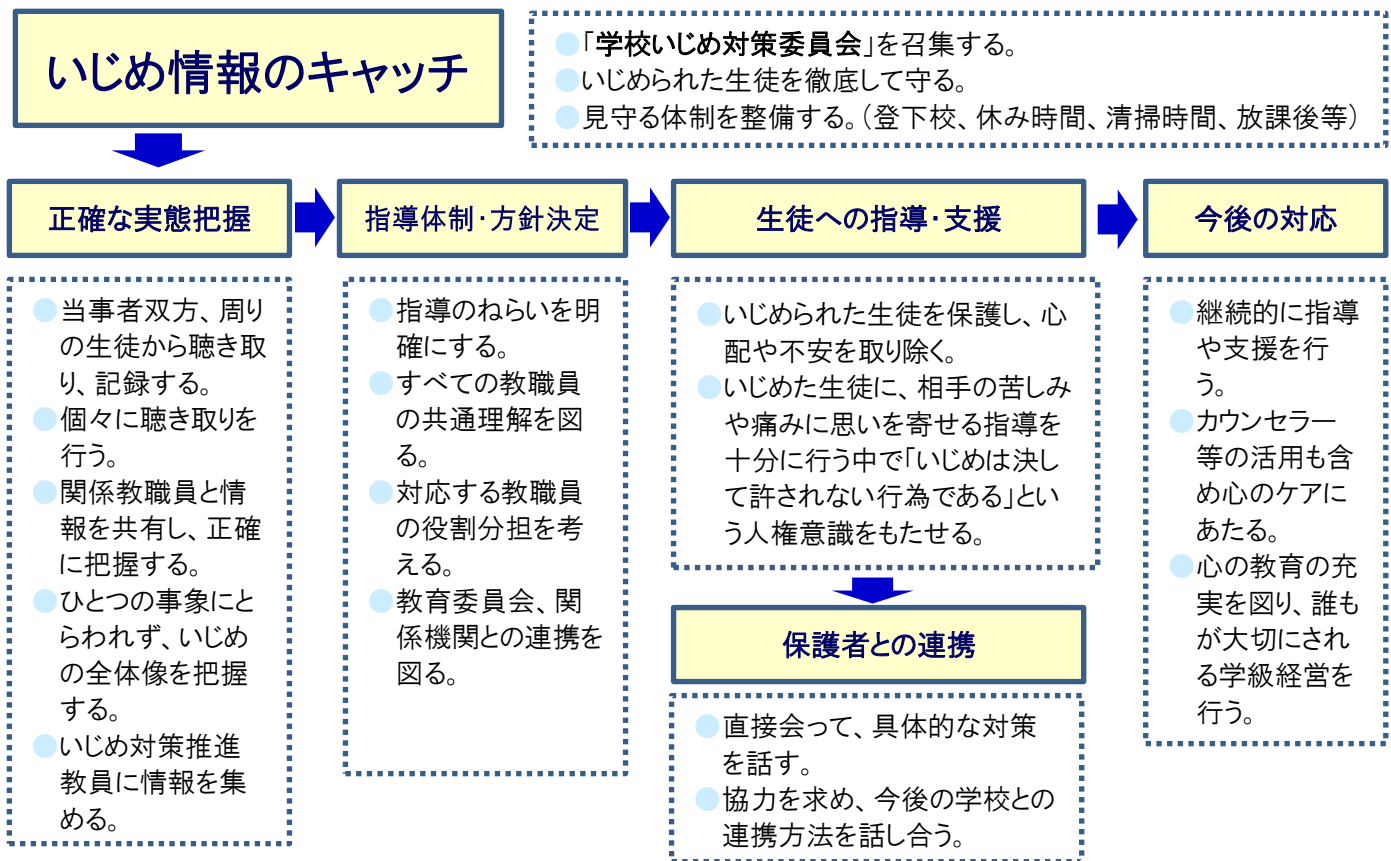 いじめ情報のキャッチ
●「学校いじめ対策委員会」を召集する。
●いじめられた生徒を徹底して守る。
●見守る体制を整備する。(登下校、休み時間、清掃時間、放課後等)
正確な実態把握
●当事者双方、周り
の生徒から聴き取
り、記録する。
●個々に聴き取りを
行う。
●関係教職員と情
報を共有し、正確
に把握する。
●ひとつの事象にと
らわれず、いじめ
の全体像を把握
する。
●いじめ対策推進
教員に情報を集
める。
指導体制・方針決定
●指導のねらいを明
確にする。
●すべての教職員
の共通理解を図
る。
●対応する教職員
の役割分担を考
える。
●教育委員会、関
係機関との連携を
図る。
生徒への指導・支援
●いじめられた生徒を保護し、心
配や不安を取り除く。
●いじめた生徒に、相手の苦しみ
や痛みに思いを寄せる指導を
十分に行う中で「いじめは決し
て許されない行為である」とい
う人権意識をもたせる。
保護者との連携
●直接会って、具体的な対策
を話す。
●協力を求め、今後の学校との
連携方法を話し合う。
今後の対応
●継続的に指導
や支援を行
う。
●カウンセラー
等の活用も含
め心のケアに
あたる。
●心の教育の充
実を図り、誰も
が大切にされ
る学級経営を
行う。